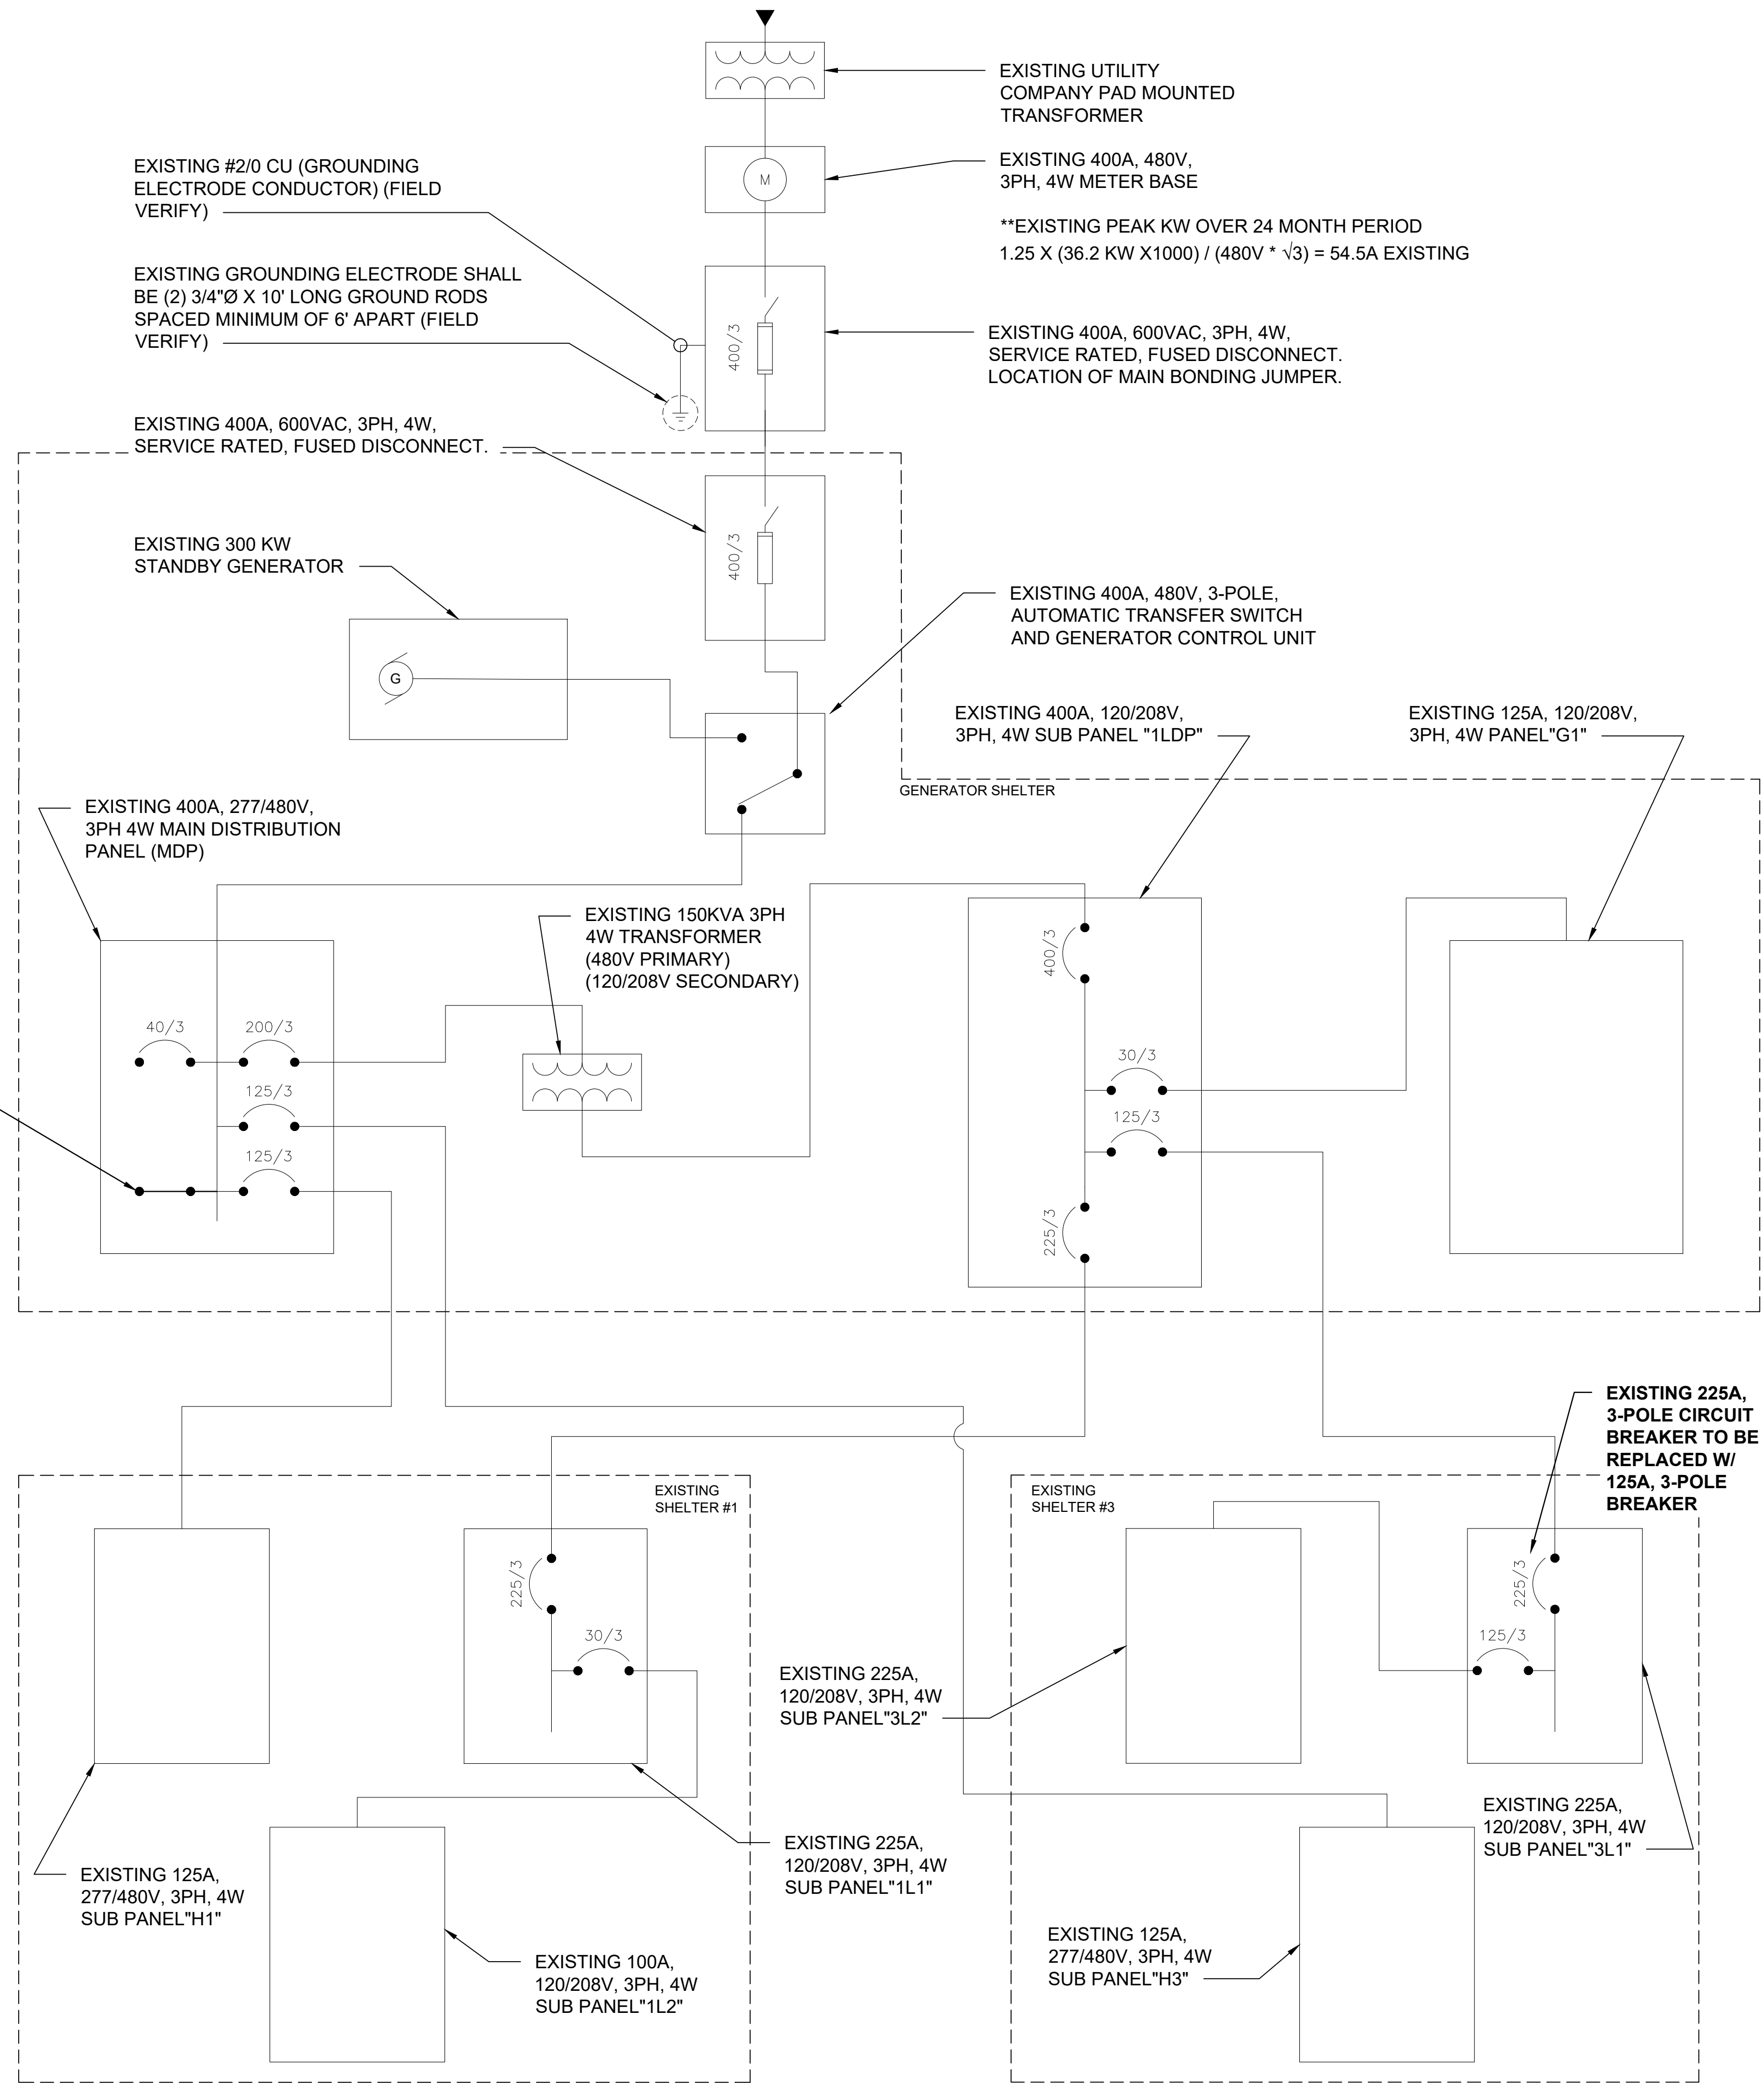 EXISTING UTILITY
COMPANY PAD MOUNTED
TRANSFORMER
EXISTING #2/0 CU (GROUNDING
ELECTRODE CONDUCTOR) (FIELD
VERIFY)
M
EXISTING 400A, 480V,
3PH, 4W METER BASE
**EXISTING PEAK KW OVER 24 MONTH PERIOD
1.25 X (36.2 KW X1000) / (480V * √3) = 54.5A EXISTING
EXISTING GROUNDING ELECTRODE SHALL
BE (2) 3/4"Ø X 10' LONG GROUND RODS
SPACED MINIMUM OF 6' APART (FIELD
VERIFY)
400/3
EXISTING 400A, 600VAC, 3PH, 4W,
SERVICE RATED, FUSED DISCONNECT.
LOCATION OF MAIN BONDING JUMPER.
EXISTING 400A, 600VAC, 3PH, 4W,
SERVICE RATED, FUSED DISCONNECT.
400/3
EXISTING 300 KW
STANDBY GENERATOR
G
EXISTING 400A, 480V, 3-POLE,
AUTOMATIC TRANSFER SWITCH
AND GENERATOR CONTROL UNIT
EXISTING 400A, 120/208V,
3PH, 4W SUB PANEL "1LDP"
EXISTING 125A, 120/208V,
3PH, 4W PANEL"G1"
GENERATOR SHELTER
EXISTING 400A, 277/480V,
3PH 4W MAIN DISTRIBUTION
PANEL (MDP)
EXISTING 150KVA 3PH
4W TRANSFORMER
(480V PRIMARY)
(120/208V SECONDARY)
40/3
200/3
125/3
125/3
400/3
30/3
125/3
225/3
EXISTING 225A,
3-POLE CIRCUIT
BREAKER TO BE
REPLACED W/
125A, 3-POLE
BREAKER
EXISTING
SHELTER #1
EXISTING
SHELTER #3
225/3
30/3
225/3
125/3
EXISTING 225A,
120/208V, 3PH, 4W
SUB PANEL"3L2"
EXISTING 225A,
120/208V, 3PH, 4W
SUB PANEL"3L1"
EXISTING 225A,
120/208V, 3PH, 4W
SUB PANEL"1L1"
EXISTING 125A,
277/480V, 3PH, 4W
SUB PANEL"H1"
EXISTING 125A,
277/480V, 3PH, 4W
SUB PANEL"H3"
EXISTING 100A,
120/208V, 3PH, 4W
SUB PANEL"1L2"